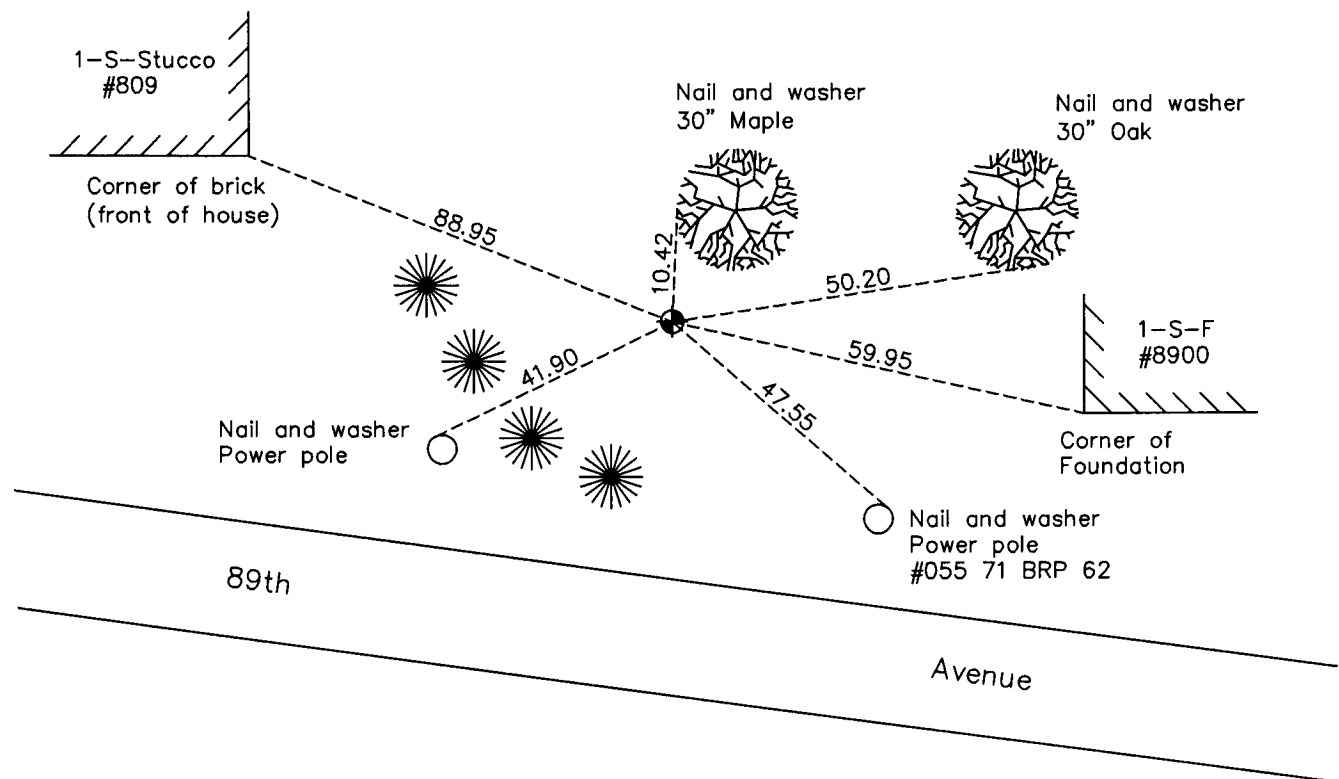 1-S-Stucco
#809
Corner of brick
(front of house)
Nail and washer
30" Maple
Nail and washer
30" Oak
88.95
10.42
50.20
59.95
41.90
47.55
1-S-F
#8900
Corner of
Foundation
Nail and washer
Power pole
Nail and washer
Power pole
#055 71 BRP 62
89th
Avenue